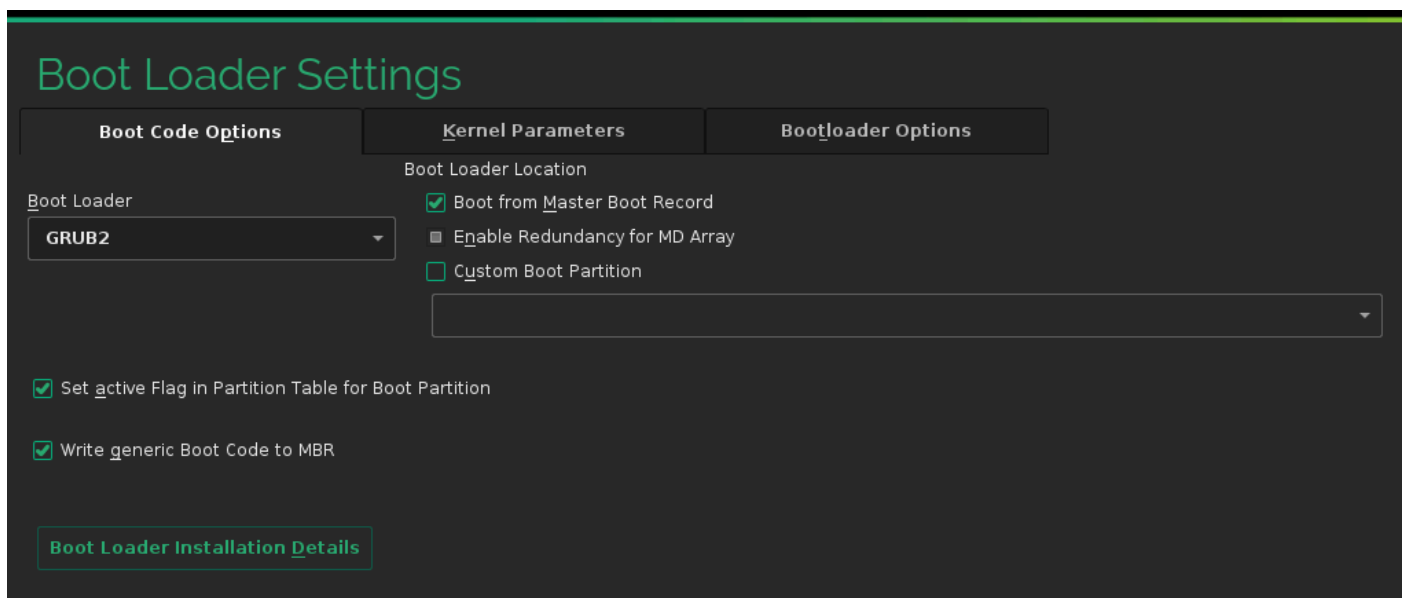 Boot Loader Settings
Boot Code Options
Kernel Parameters
Bootloader Options
Boot Loader Location
Boot Loader
Boot from Master Boot Record
GRUB2
Enable Redundancy for MD Array
Custom Boot Partition
Set active Flag in Partition Table for Boot Partition
Write generic Boot Code to MBR
Boot Loader Installation Details